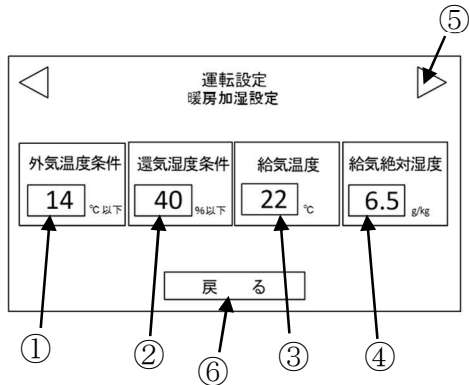 ⑤
運転設定
暖房加湿設定
外気温度条件
14 ℃以下
還気湿度条件
40 %以下
給気温度
22 ℃
給気絶対湿度
6.5 g/kg
戻 る
① ② ⑥ ③ ④